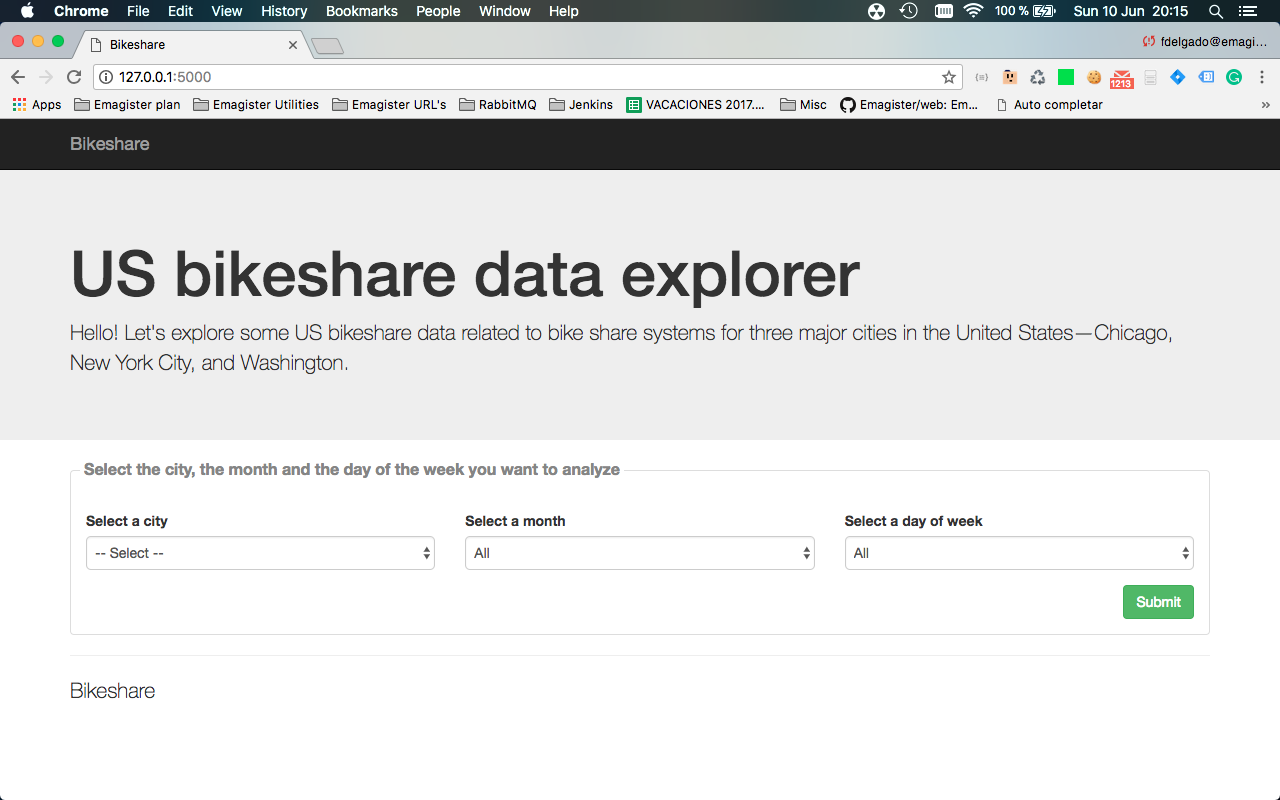 Chrome File Edit View History Bookmarks People Window Help 100 % Sun 10 Jun 20:15
Bikeshare fdelgado@emagi...
127.0.0.1:5000 1213
Apps Emagister plan Emagister Utilities Emagister URL's RabbitMQ Jenkins VACACIONES 2017.... Misc Emagister/web: Em... Auto completar »
Bikeshare
US bikeshare data explorer
Hello! Let's explore some US bikeshare data related to bike share systems for three major cities in the United States—Chicago,
New York City, and Washington.
Select the city, the month and the day of the week you want to analyze
Select a city Select a month Select a day of week
-- Select -- All All
Submit
Bikeshare